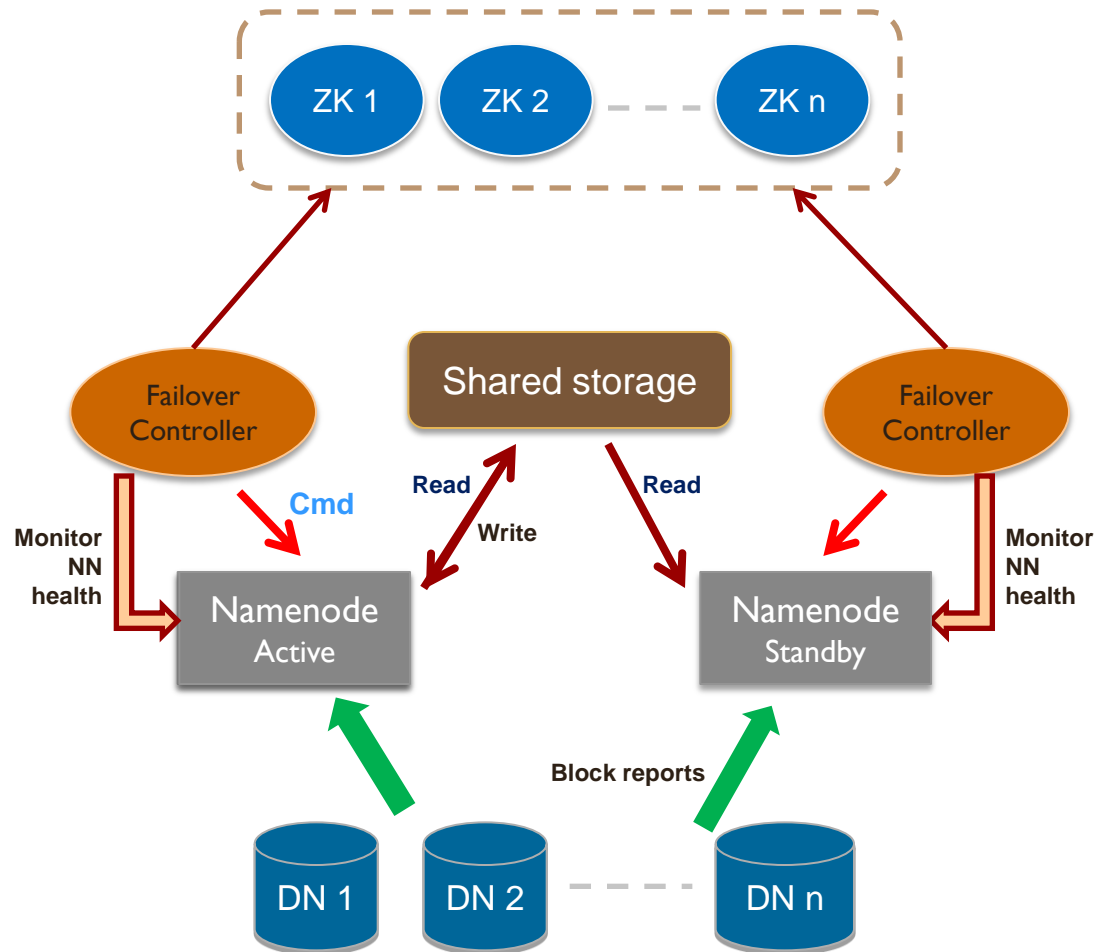 ZK 1
ZK 2
ZK n
Failover
Controller
Shared storage
Failover
Controller
Cmd
Read
Write
Read
Monitor
NN
health
Monitor
NN
health
Namenode
Active
Namenode
Standby
Block reports
DN 1
DN 2
DN n